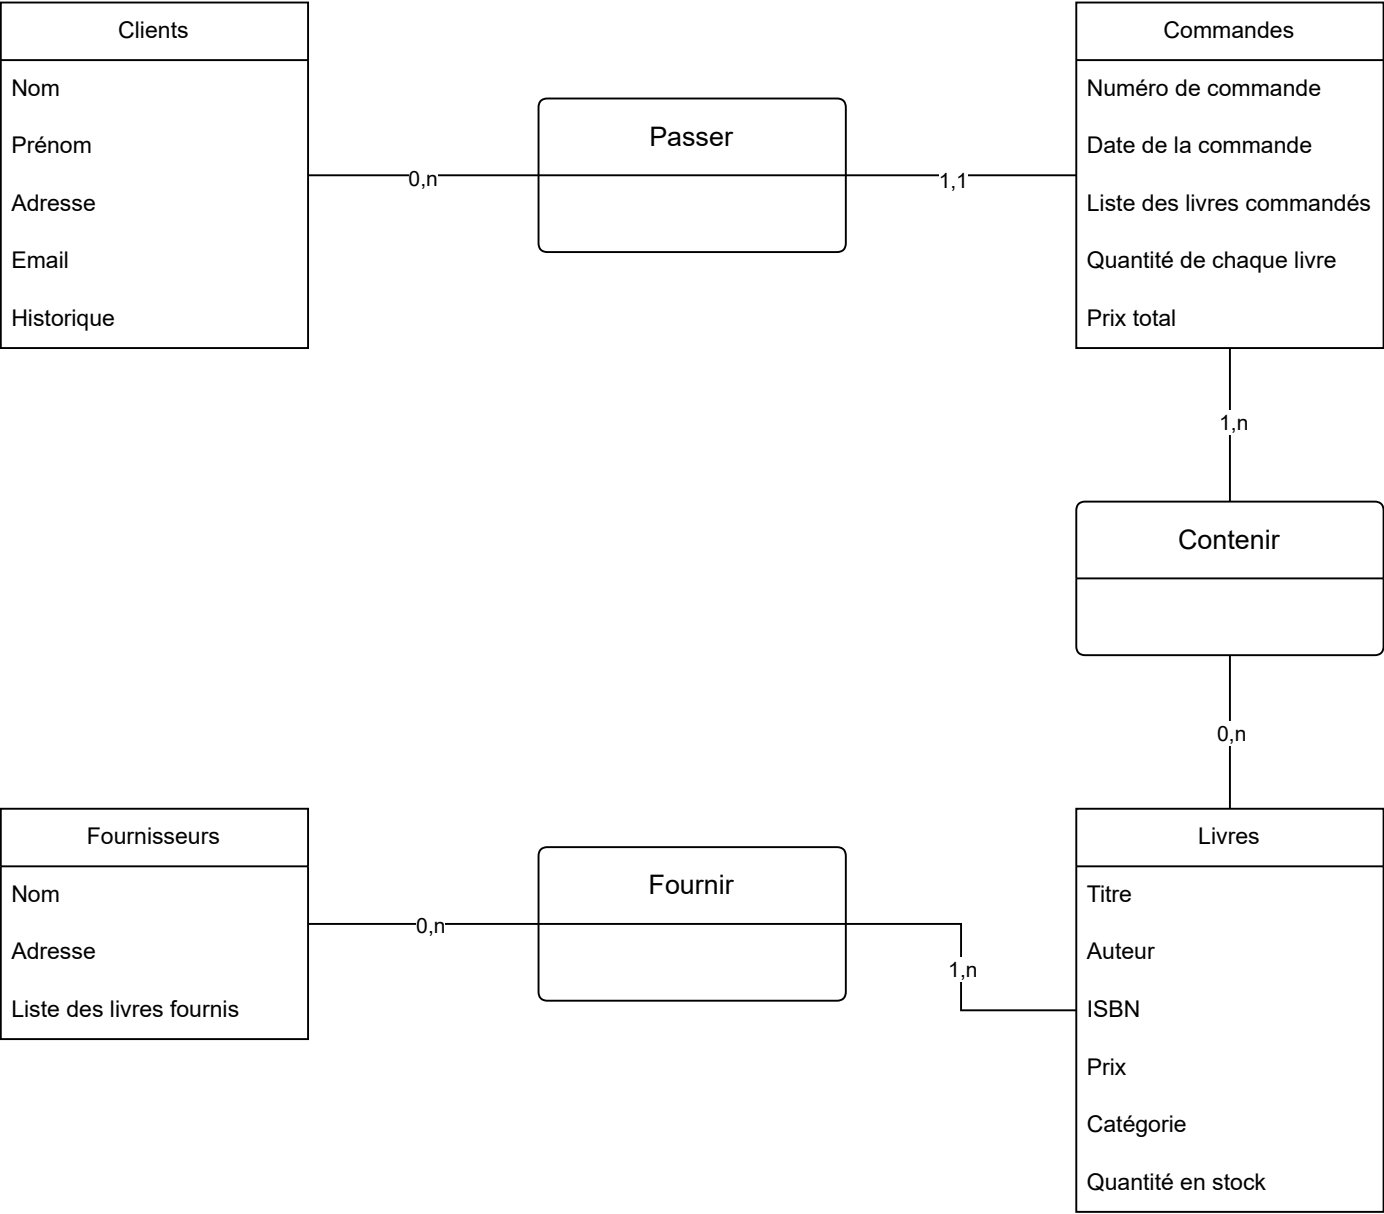 Clients
Nom
Prénom
Adresse
Email
Historique
0,n
Passer
1,1
Commandes
Numéro de commande
Date de la commande
Liste des livres commandés
Quantité de chaque livre
Prix total
1,n
Contenir
0,n
Fournisseurs
Nom
Adresse
Liste des livres fournis
0,n
Fournir
1,n
Livres
Titre
Auteur
ISBN
Prix
Catégorie
Quantité en stock